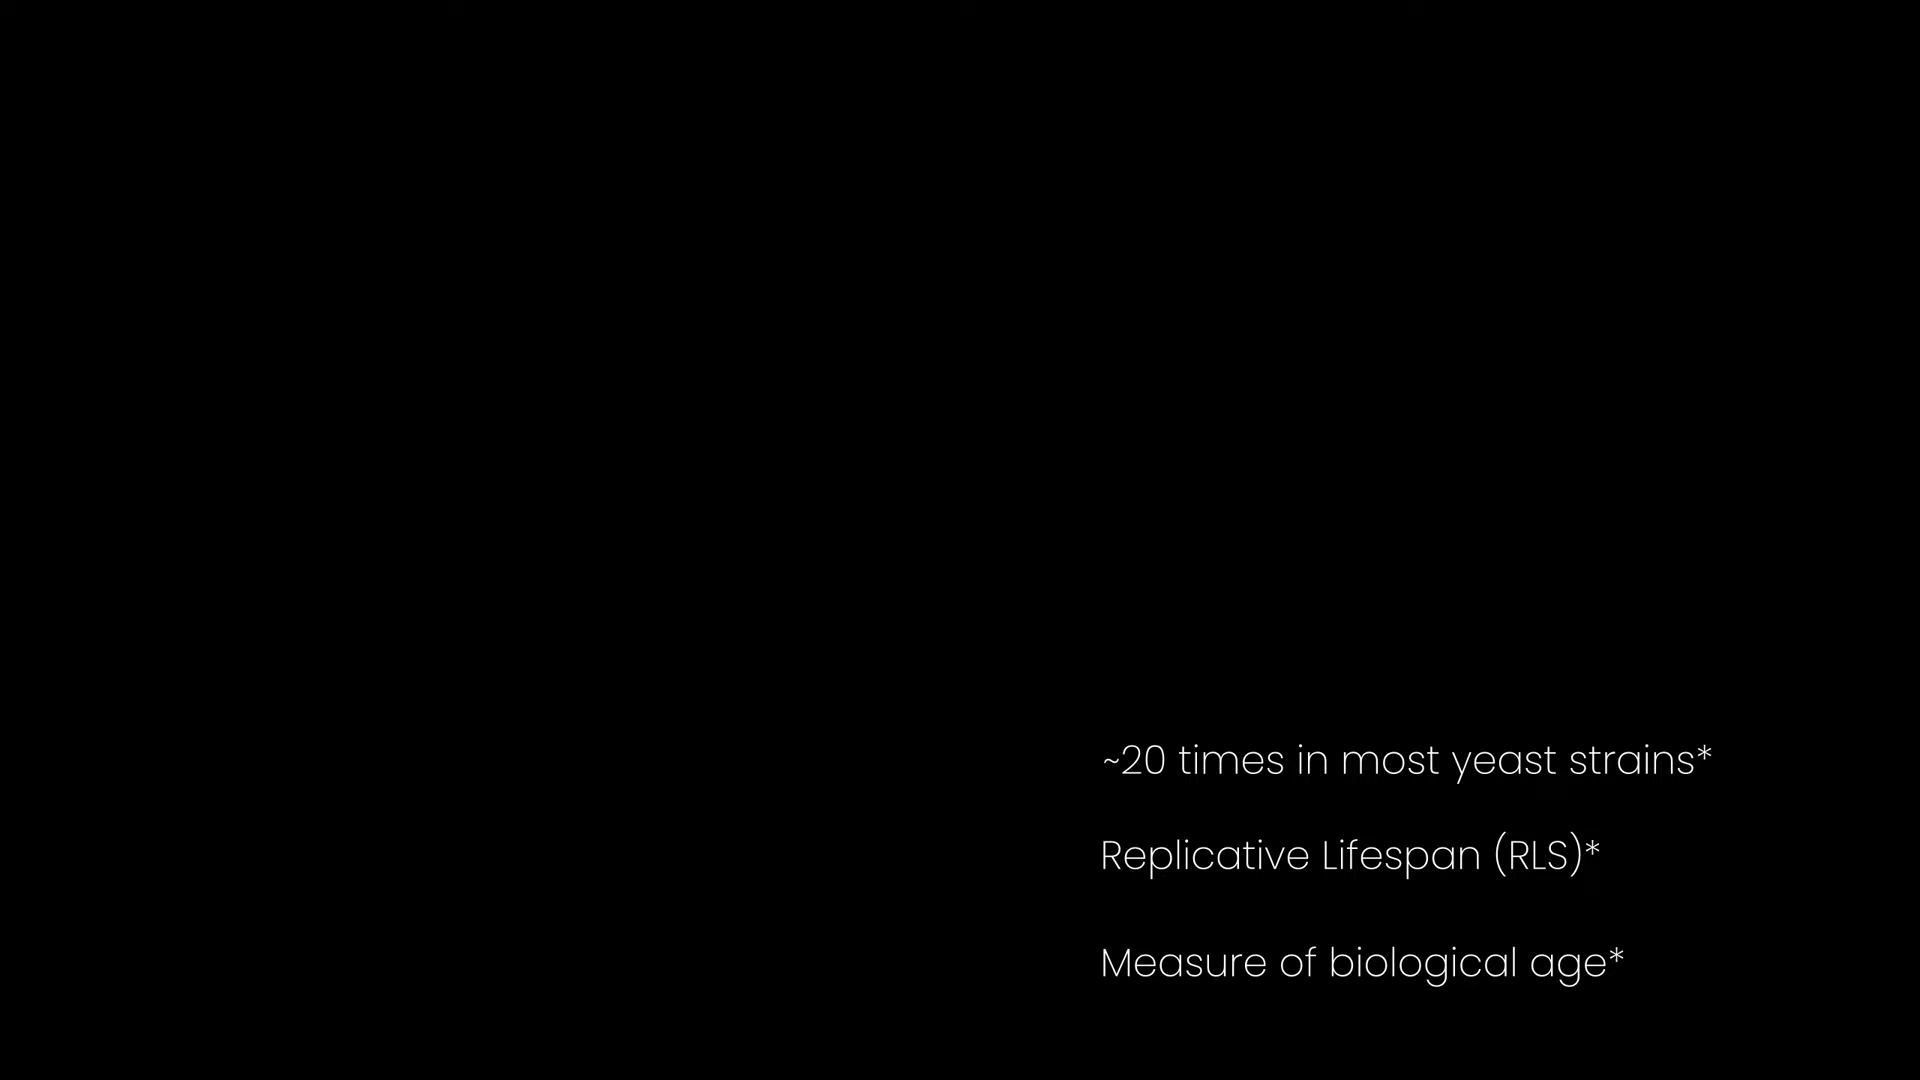 ~20 times in most yeast strains*
Replicative Lifespan (RLS)*
Measure of biological age*